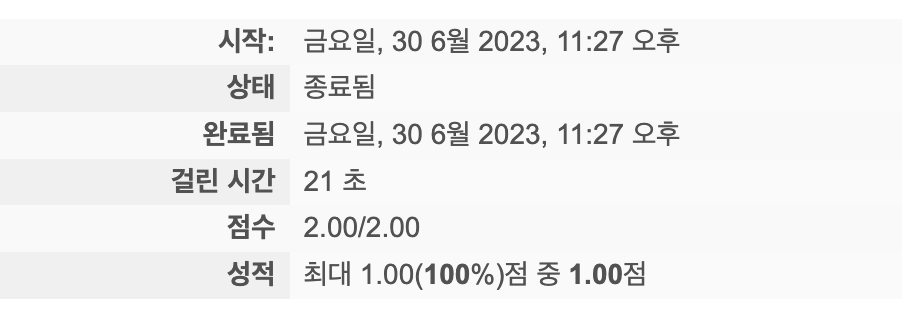 시작: 금요일, 30 6월 2023, 11:27 오후
상태 종료됨
완료됨 금요일, 30 6월 2023, 11:27 오후
걸린 시간 21 초
점수 2.00/2.00
성적 최대 1.00(100%)점 중 1.00점